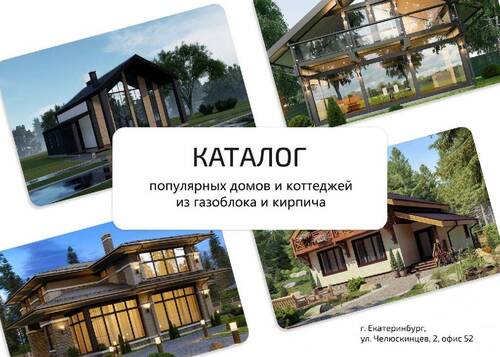 КАТАЛОГ
популярных домов и коттеджей
из газоблока и кирпича
г. Екатеринбург,
ул. Челюскинцев, 2, офис 52